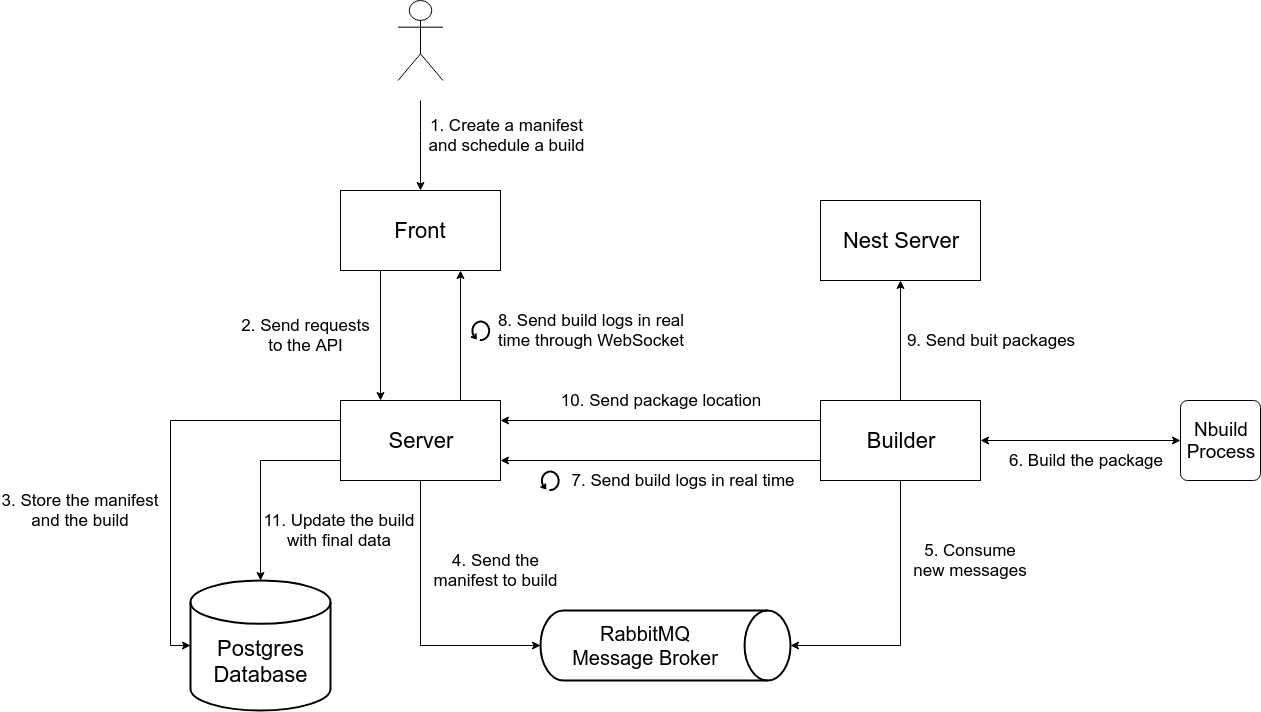 1. Create a manifest
and schedule a build
Front
Nest Server
2. Send requests
to the API
8. Send build logs in real
time through WebSocket
9. Send buit packages
10. Send package location
Server
Builder
Nbuild
Process
6. Build the package
7. Send build logs in real time
3. Store the manifest
and the build
11. Update the build
with final data
4. Send the
manifest to build
5. Consume
new messages
Postgres
Database
RabbitMQ
Message Broker